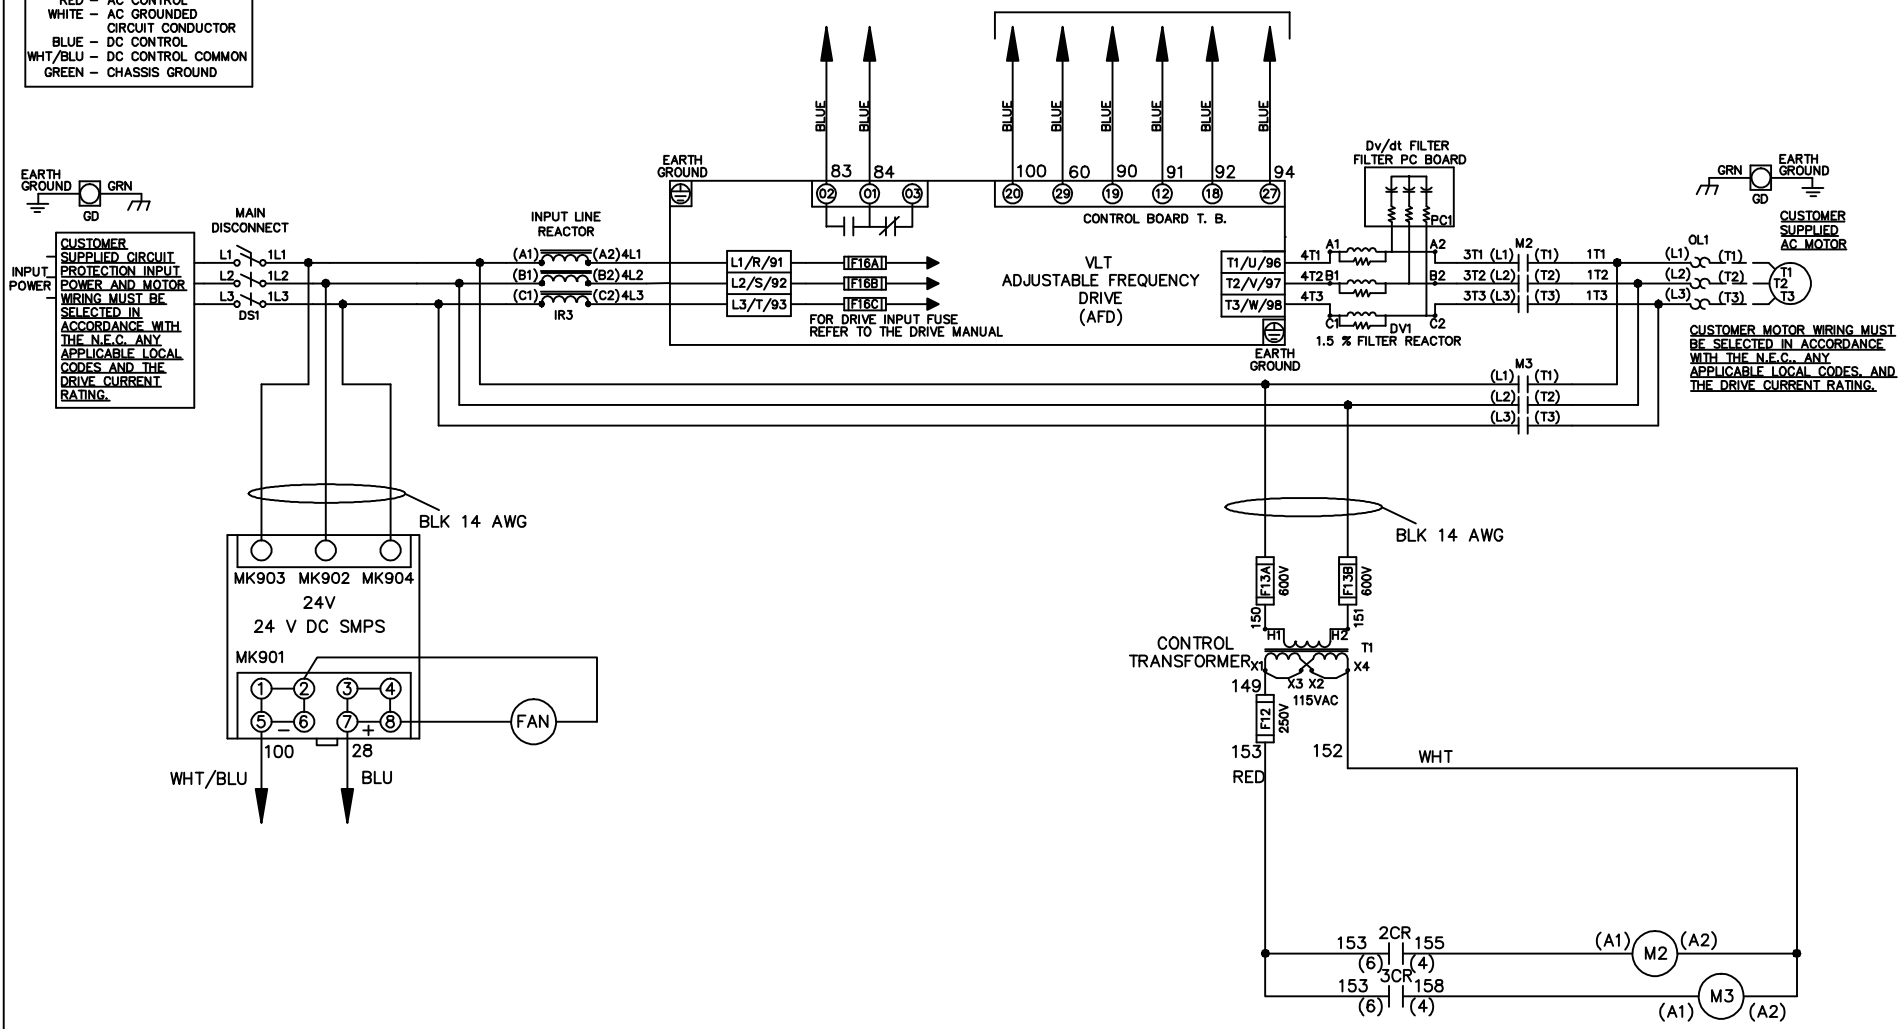 RED – AC CONTROL
WHITE – AC GROUNDED
CIRCUIT CONDUCTOR
BLUE – DC CONTROL
WHT/BLU – DC CONTROL COMMON
GREEN – CHASSIS GROUND
BLUE
BLUE
BLUE
BLUE
BLUE
BLUE
BLUE
BLUE
EARTH
GROUND
GRN
GD
MAIN
DISCONNECT
INPUT LINE
REACTOR
EARTH
GROUND
83 84
02 01 03
100 60 90 91 92 94
20 29 19 12 18 27
CONTROL BOARD T. B.
Dv/dt FILTER
FILTER PC BOARD
PC1
GRN
EARTH
GROUND
GD
CUSTOMER
SUPPLIED
AC MOTOR
INPUT
POWER
CUSTOMER
SUPPLIED CIRCUIT
PROTECTION INPUT
POWER AND MOTOR
WIRING MUST BE
SELECTED IN
ACCORDANCE WITH
THE N.E.C. ANY
APPLICABLE LOCAL
CODES AND THE
DRIVE CURRENT
RATING.
L1 1L1
L2 1L2
L3 1L3
DS1
(A1) (A2) 4L1
(B1) (B2) 4L2
(C1) (C2) 4L3
IR3
L1/R/91
L2/S/92
L3/T/93
F16A
F16B
F16C
FOR DRIVE INPUT FUSE
REFER TO THE DRIVE MANUAL
VLT
ADJUSTABLE FREQUENCY
DRIVE
(AFD)
T1/U/96
T2/V/97
T3/W/98
EARTH
GROUND
4T1 A1 A2
4T2 B1 B2
4T3 C1 C2
DV1
1.5 % FILTER REACTOR
M2
3T1 (L1) (T1) 1T1
3T2 (L2) (T2) 1T2
3T3 (L3) (T3) 1T3
OL1
(L1) (T1)
(L2) (T2)
(L3) (T3)
T1
T2
T3
CUSTOMER MOTOR WIRING MUST
BE SELECTED IN ACCORDANCE
WITH THE N.E.C., ANY
APPLICABLE LOCAL CODES, AND
THE DRIVE CURRENT RATING.
M3
(L1) (T1)
(L2) (T2)
(L3) (T3)
BLK 14 AWG
MK903 MK902 MK904
24V
24 V DC SMPS
MK901
1 2 3 4
5 6 7 8
– +
FAN
100 28
WHT/BLU BLU
BLK 14 AWG
F13A
600V
F13B
600V
150
151
H1 H2
T1
CONTROL
TRANSFORMER
X1 X4
X3 X2
115VAC
149
F12
250V
153 152
RED
WHT
2CR
153 155
(6) (4)
(A1) M2 (A2)
3CR
153 158
(6) (4)
(A1) M3 (A2)